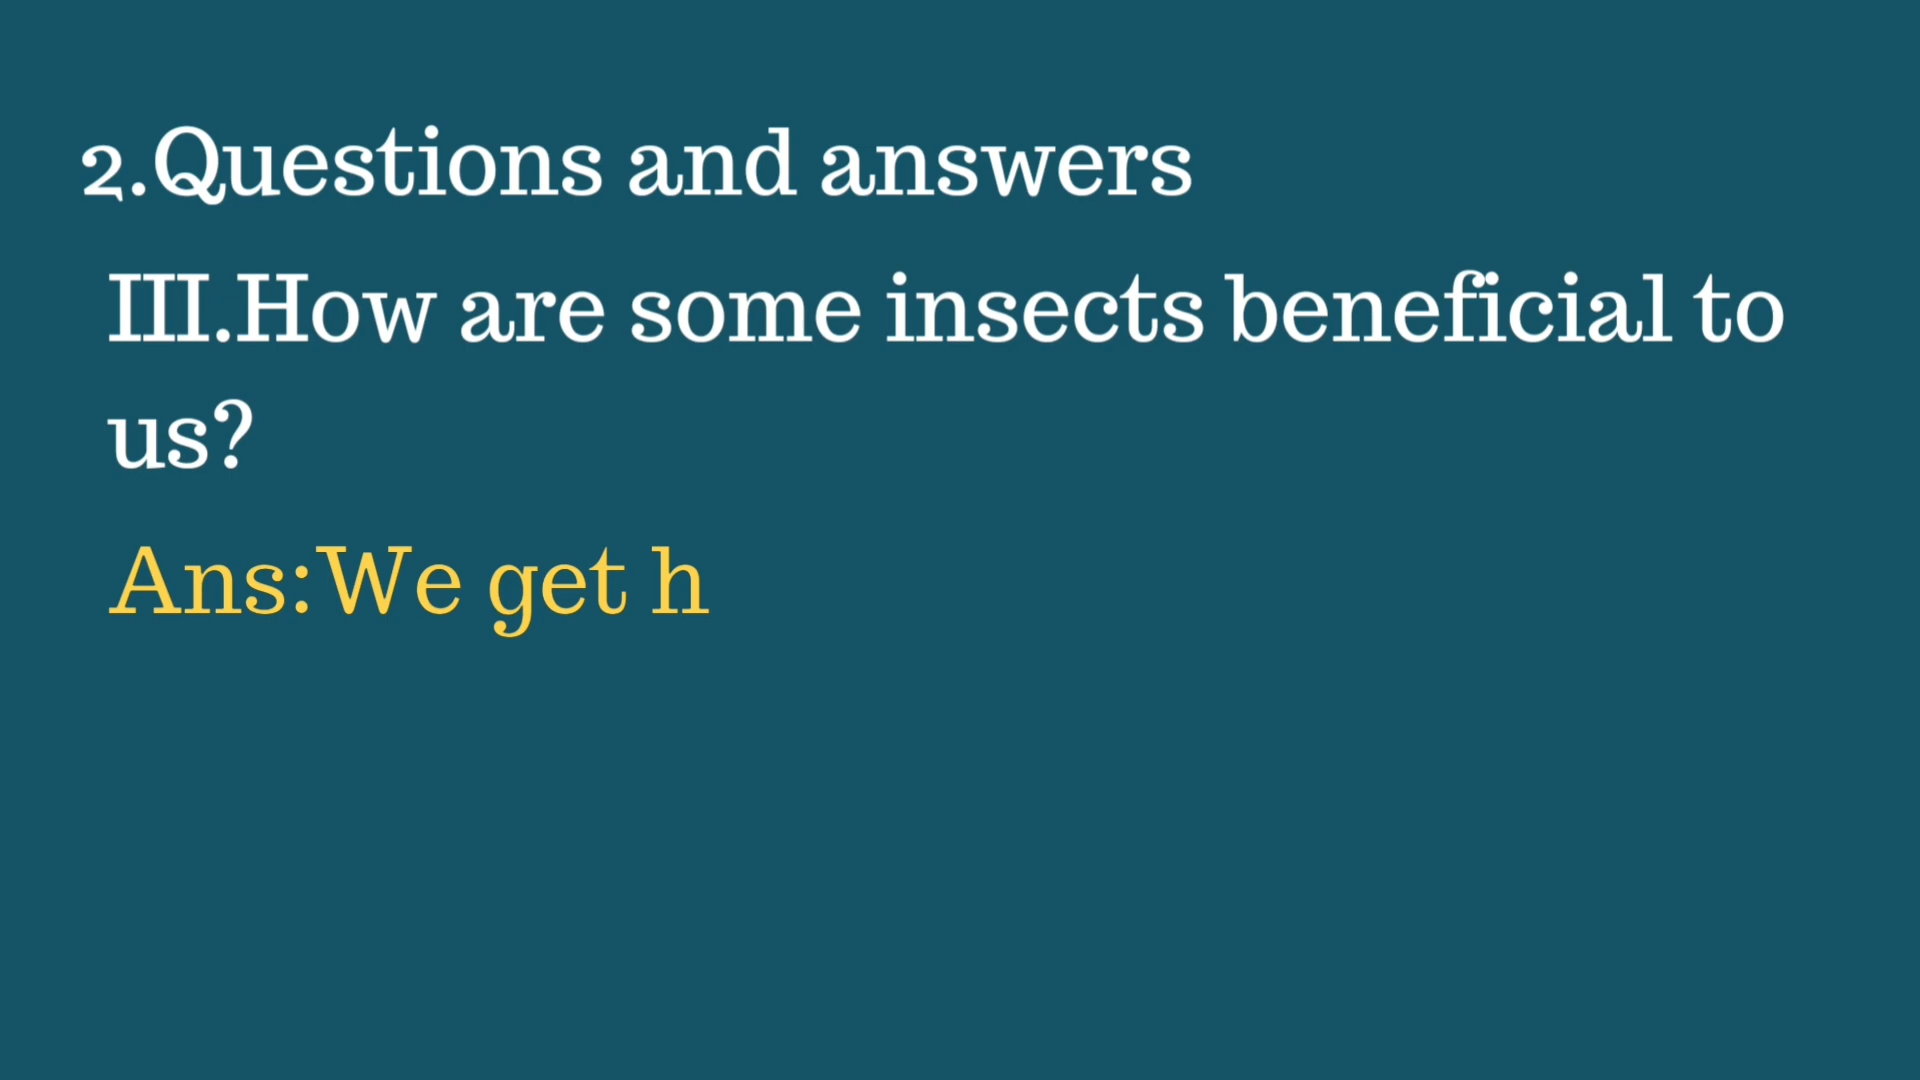 2.Questions and answers
III.How are some insects beneficial to
us?
Ans:We get h